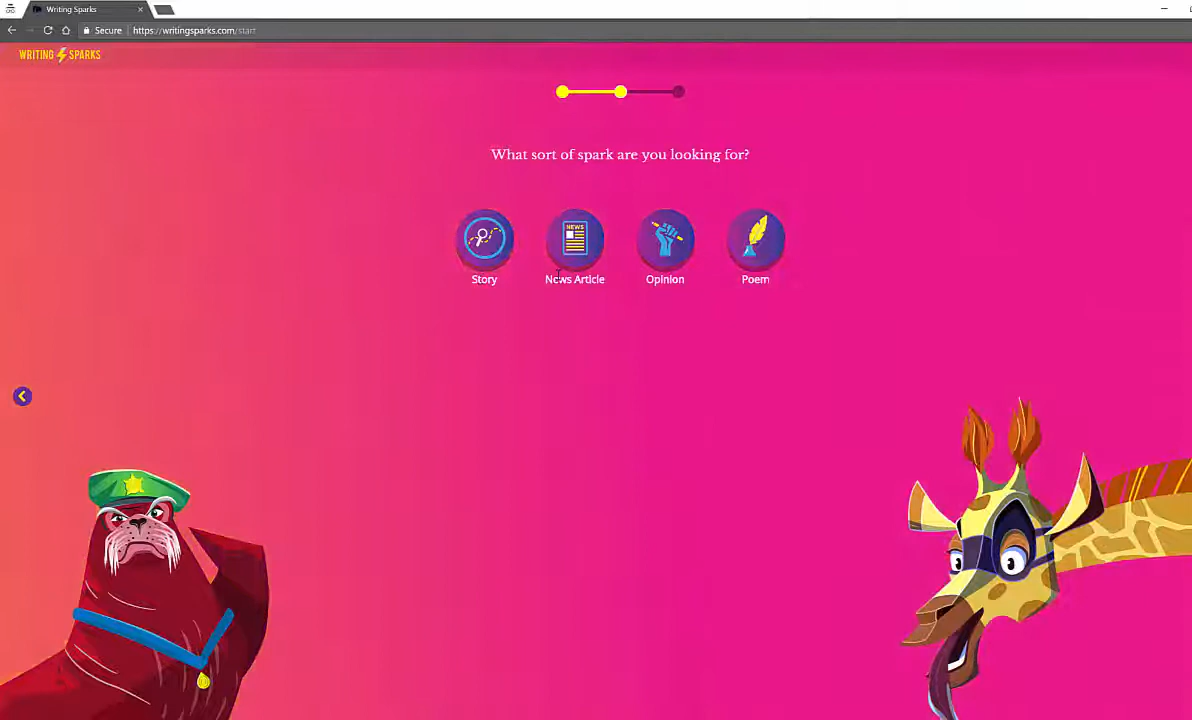 Writing Sparks
Secure https://writingsparks.com/start
WRITING SPARKS
What sort of spark are you looking for?
NEWS
Story News Article Opinion Poem